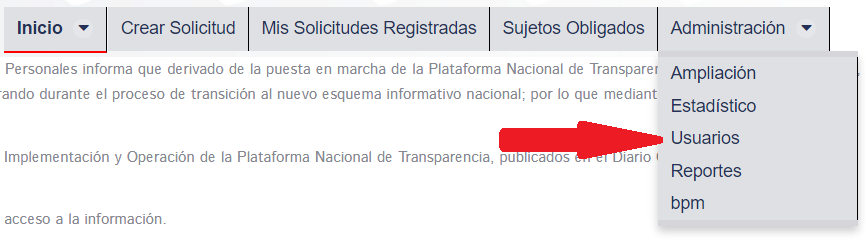 Inicio Crear Solicitud Mis Solicitudes Registradas Sujetos Obligados Administración
Personales informa que derivado de la puesta en marcha de la Plataforma Nacional de
Ampliación
rando durante el proceso de transición al nuevo esquema informativo nacional; por lo que
Estadístico
Usuarios
Implementación y Operación de la Plataforma Nacional de Transparencia, publicados en el Diario
Reportes
bpm
acceso a la información.